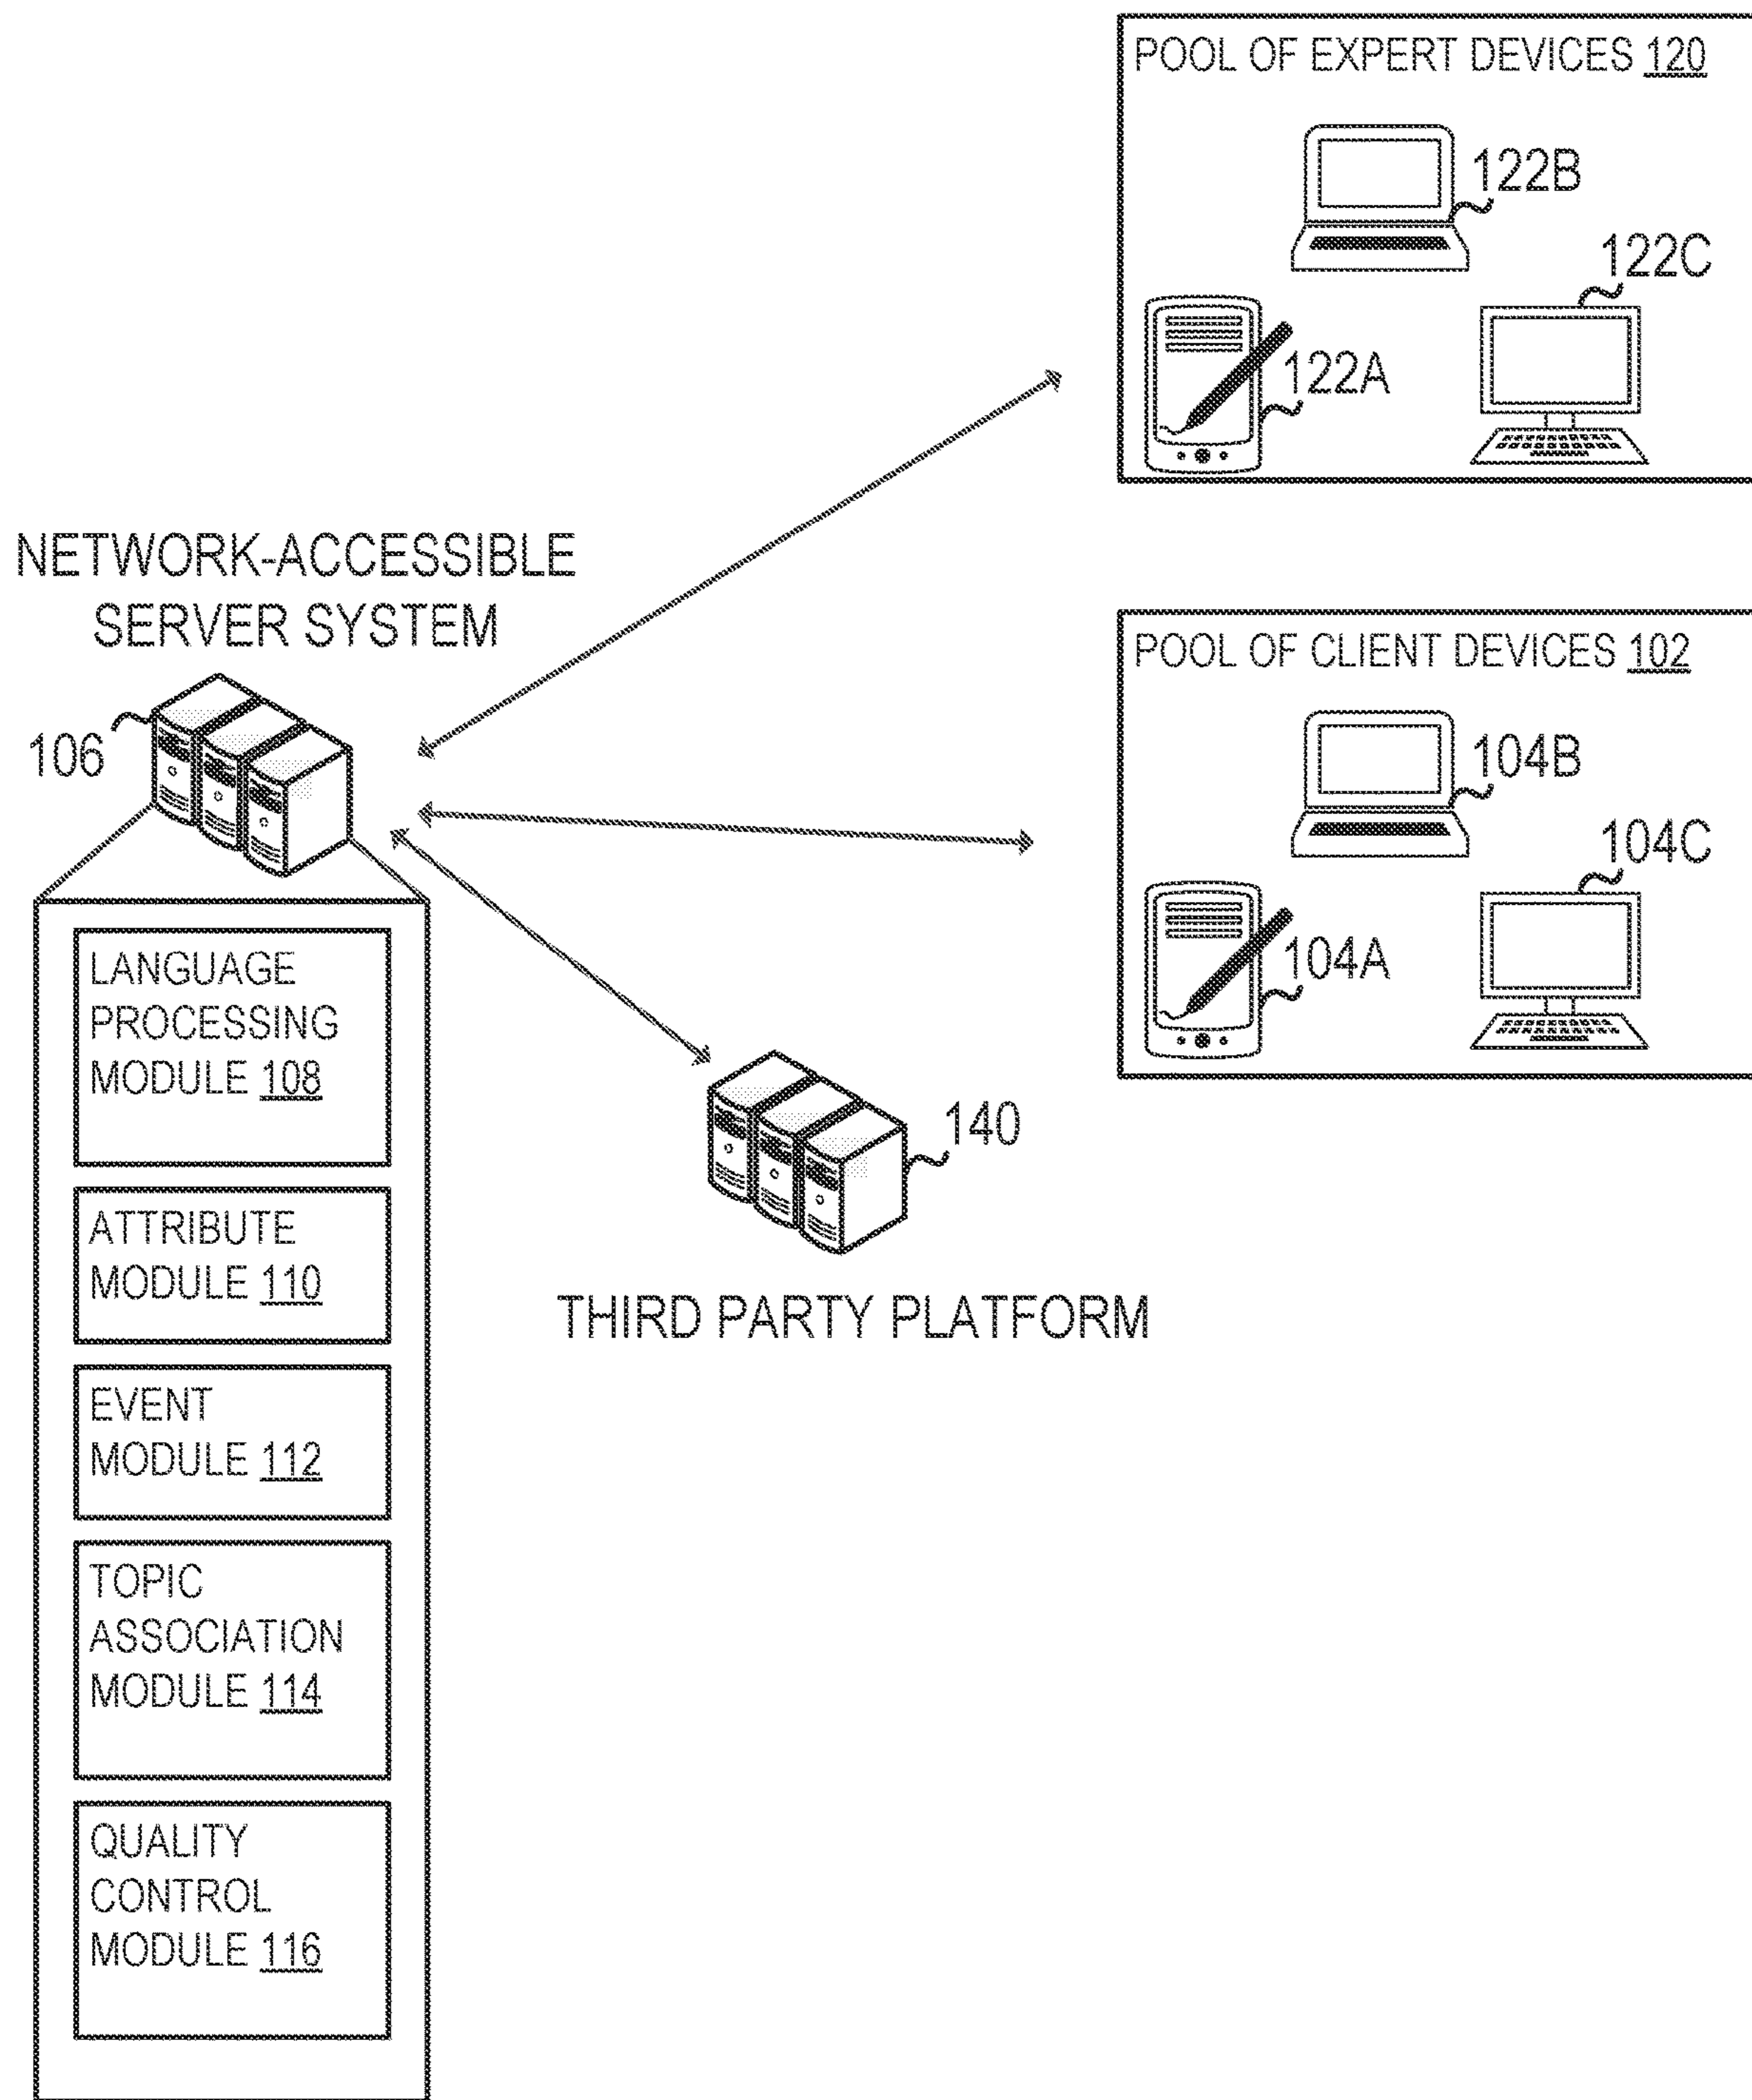 POOL OF EXPERT DEVICES 120
122B
122C
122A
NETWORK-ACCESSIBLE
SERVER SYSTEM
106
POOL OF CLIENT DEVICES 102
104B
104C
104A
LANGUAGE
PROCESSING
MODULE 108
ATTRIBUTE
MODULE 110
EVENT
MODULE 112
TOPIC
ASSOCIATION
MODULE 114
QUALITY
CONTROL
MODULE 116
140
THIRD PARTY PLATFORM